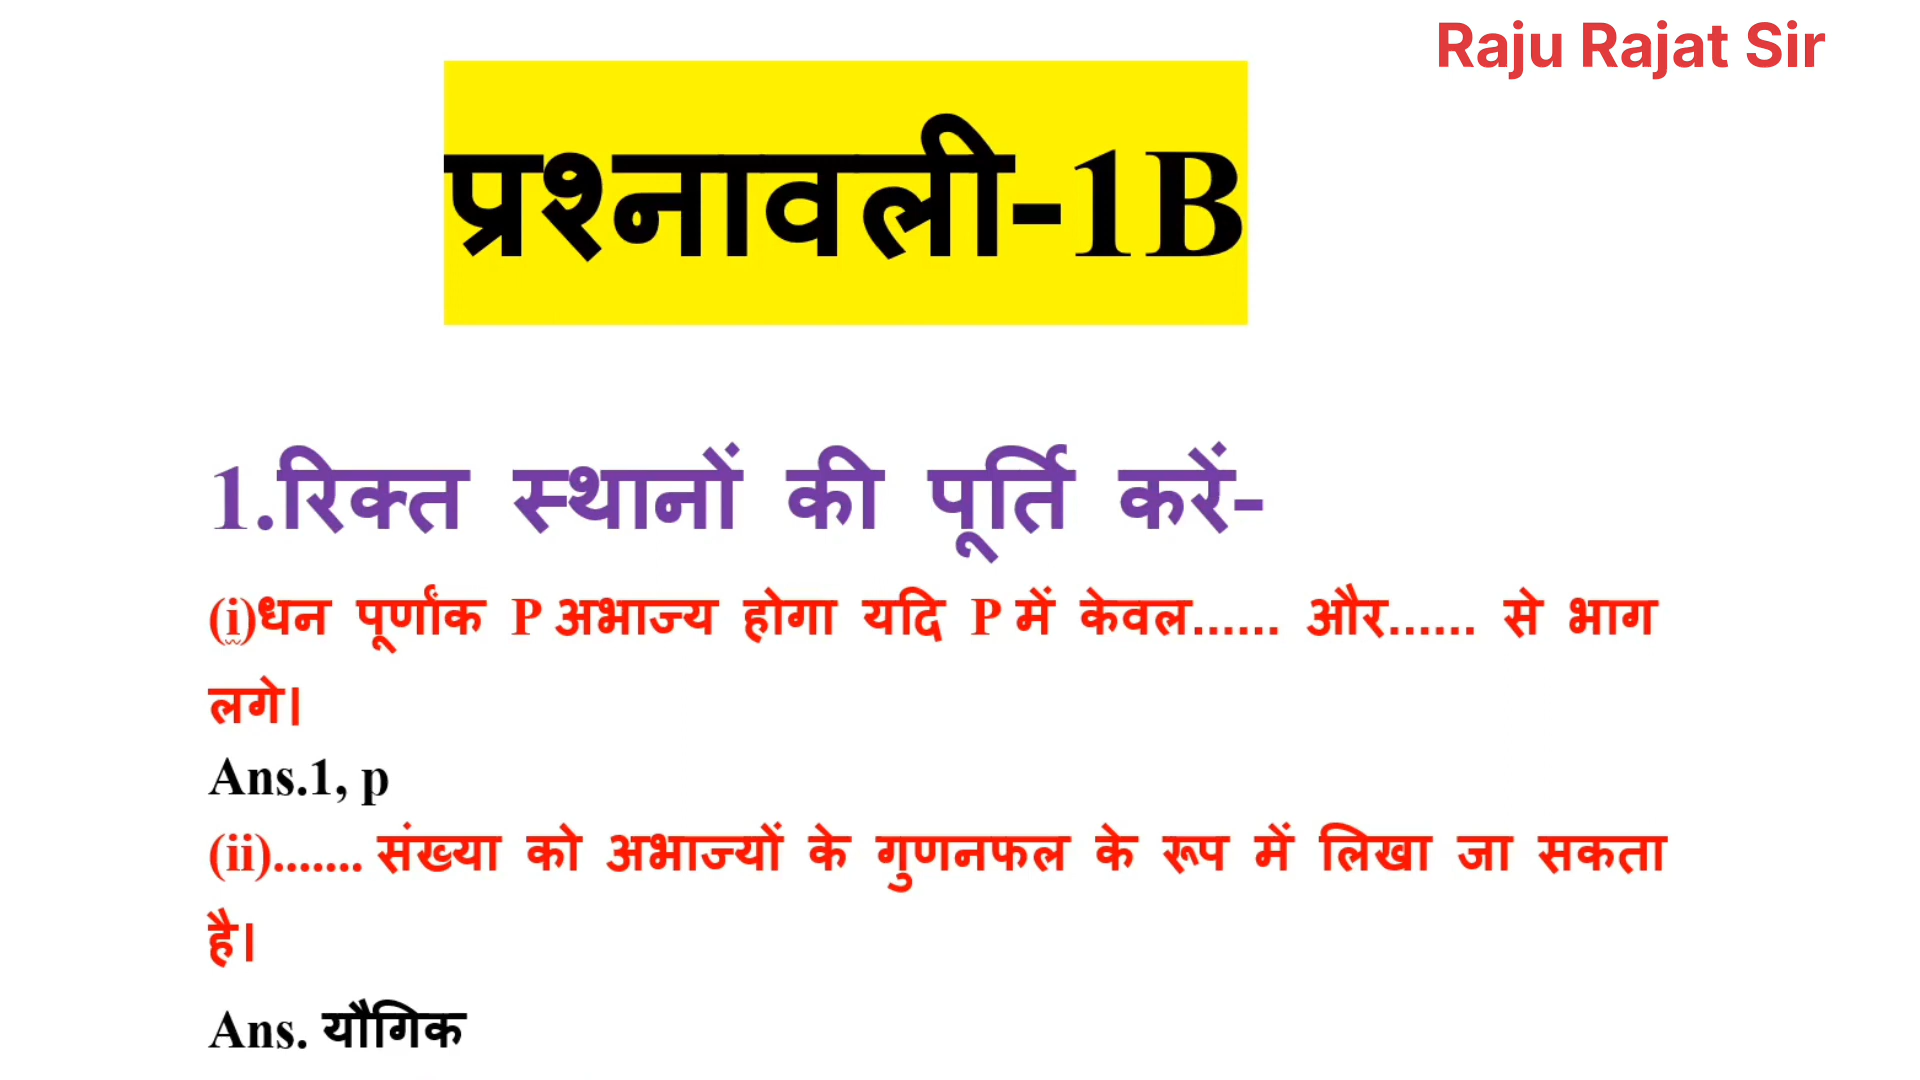 Raju Rajat Sir
प्रश्नावली-1B
1.रिक्त स्थानों की पूर्ति करें-
(i)धन पूर्णांक P अभाज्य होगा यदि P में केवल...... और...... से भाग
लगे।
Ans.1, p
(ii)....... संख्या को अभाज्यों के गुणनफल के रूप में लिखा जा सकता
है।
Ans. यौगिक